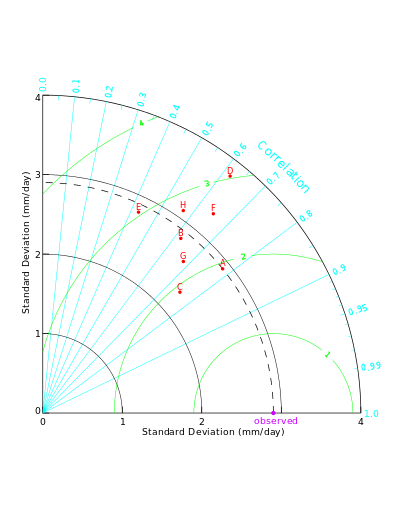 0.0
0.1
0.2
0.3
0.4
0.5
0.6
0.7
0.8
0.9
0.95
0.99
1.0
Correlation
4
3
2
1
0
Standard Deviation (mm/day)
4
3
2
1
D
E
H
F
B
G
A
C
observed
0
1
2
4
Standard Deviation (mm/day)